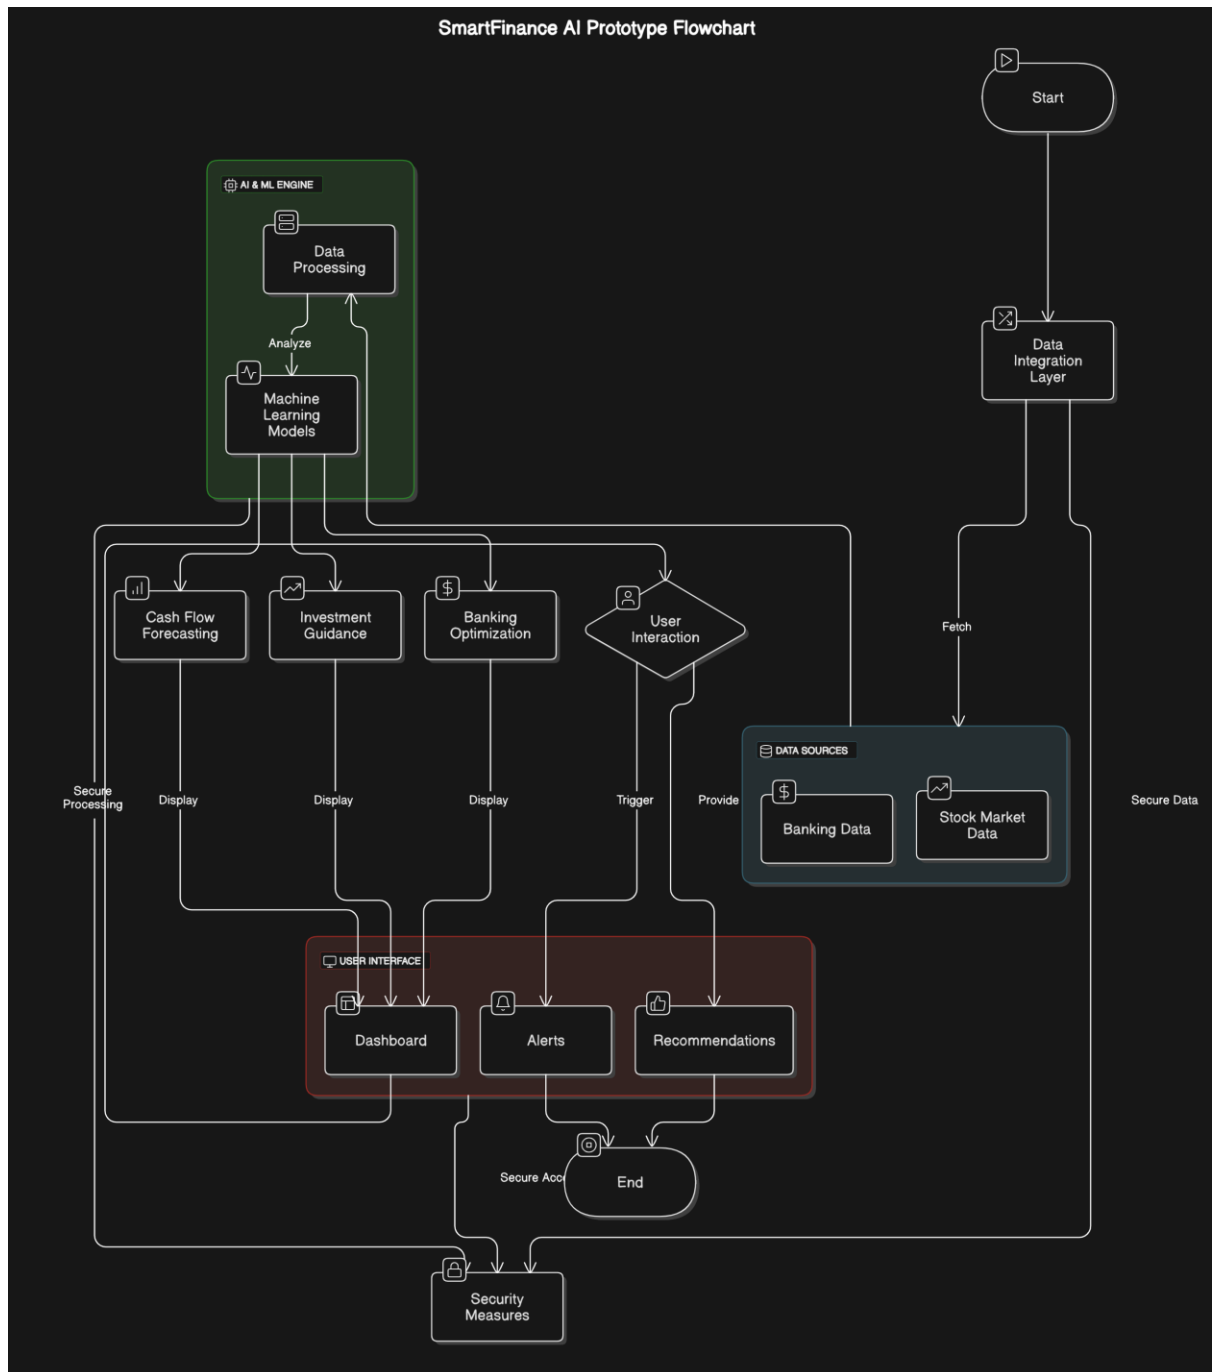 SmartFinance AI Prototype Flowchart
Start
AI & ML ENGINE
Data
Processing
Analyze
Data
Integration
Layer
Machine
Learning
Models
Cash Flow
Forecasting
Investment
Guidance
Banking
Optimization
User
Interaction
Fetch
DATA SOURCES
Secure
Processing
Display
Display
Display
Trigger
Provide
Banking Data
Stock Market
Data
Secure Data
USER INTERFACE
Dashboard
Alerts
Recommendations
Secure
End
Security
Measures